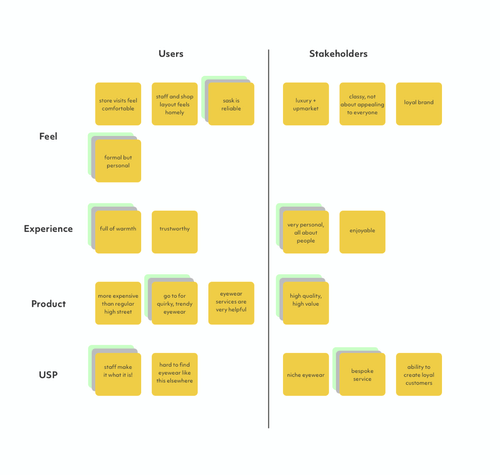 Users
Stakeholders
Feel
store visits feel
comfortable
staff and shop
layout feels
homely
sask is
reliable
luxury +
upmarket
classy, not
about appealing
to everyone
loyal brand
formal but
personal
Experience
full of warmth
trustworthy
very personal,
all about
people
enjoyable
Product
more expensive
than regular
high street
go to for
quirky, trendy
eyewear
eyewear
services are
very helpful
high quality,
high value
USP
staff make
it what it is!
hard to find
eyewear like
this elsewhere
niche eyewear
bespoke
service
ability to
create loyal
customers